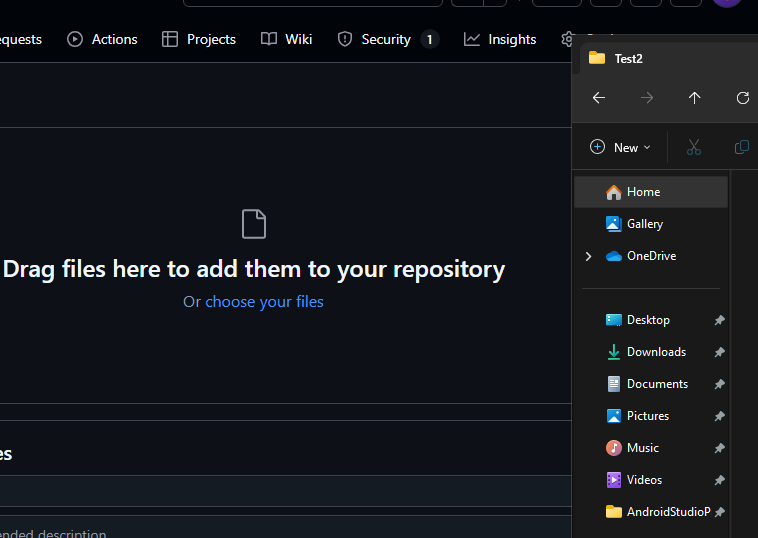 equests
Actions
Projects
Wiki
Security 1
Insights
Drag files here to add them to your repository
Or choose your files
es
ended description
Test2
New
Home
Gallery
OneDrive
Desktop
Downloads
Documents
Pictures
Music
Videos
AndroidStudioP